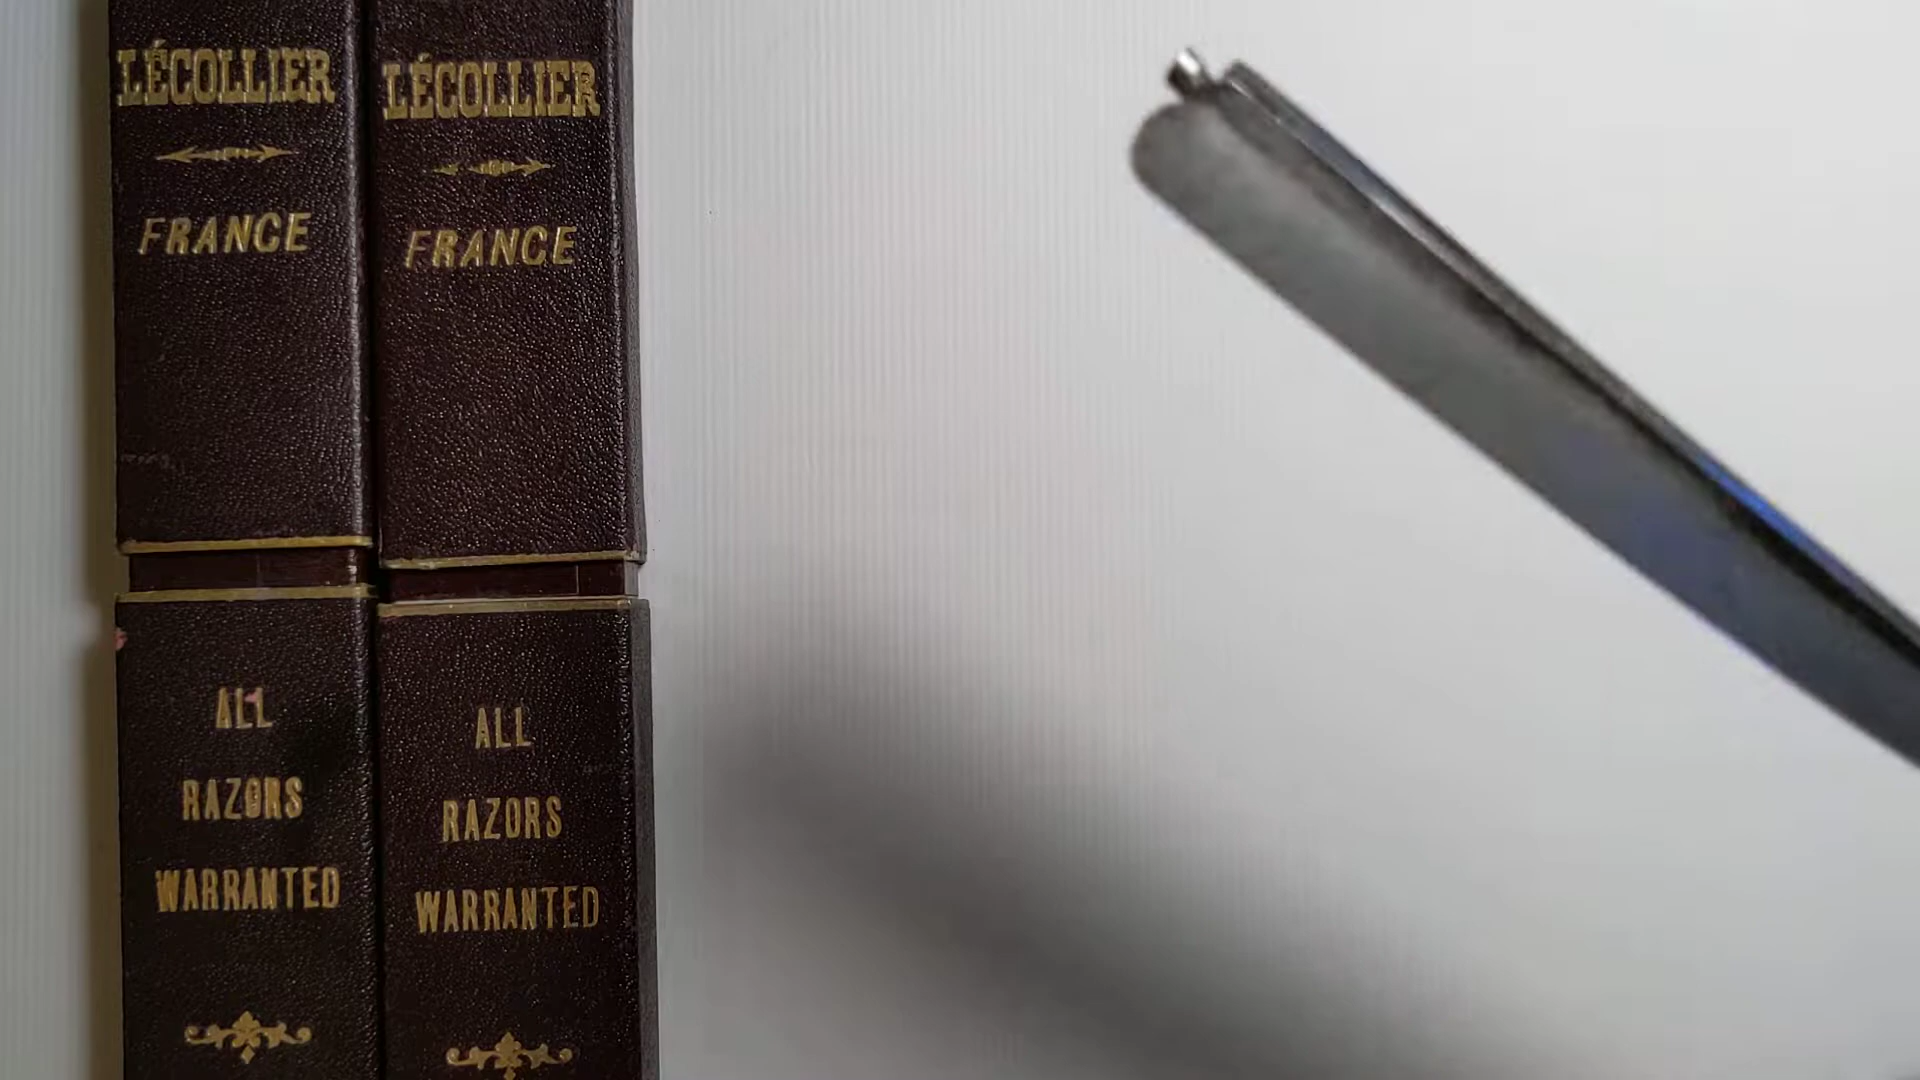 LÉCOLLIER
FRANCE
ALL
RAZORS
WARRANTED
LÉCOLLIER
FRANCE
ALL
RAZORS
WARRANTED